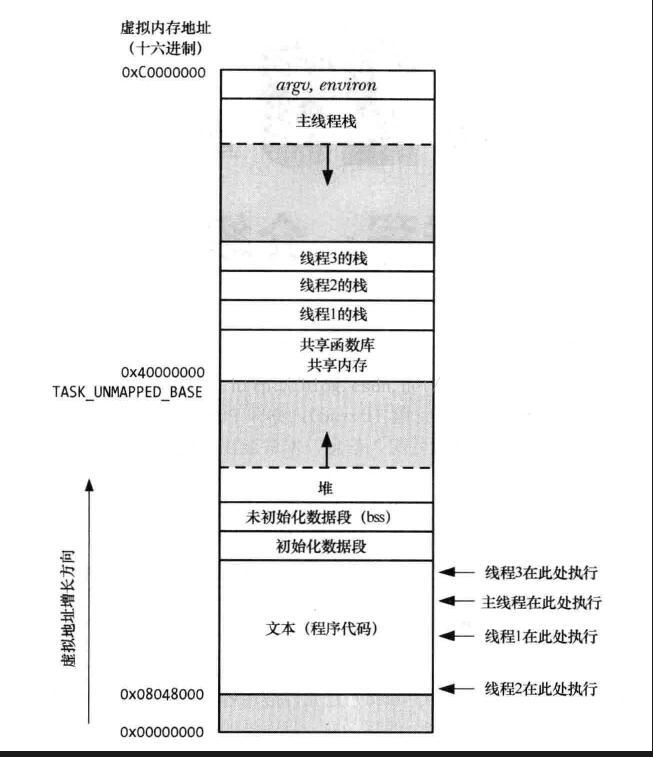 虚拟内存地址
（十六进制）
0xC0000000
argv, environ
主线程栈
线程3的栈
线程2的栈
线程1的栈
共享函数库
共享内存
0x40000000
TASK_UNMAPPED_BASE
堆
未初始化数据段（bss）
初始化数据段
线程3在此处执行
主线程在此处执行
文本（程序代码）
线程1在此处执行
线程2在此处执行
虚拟地址增长方向
0x08048000
0x00000000